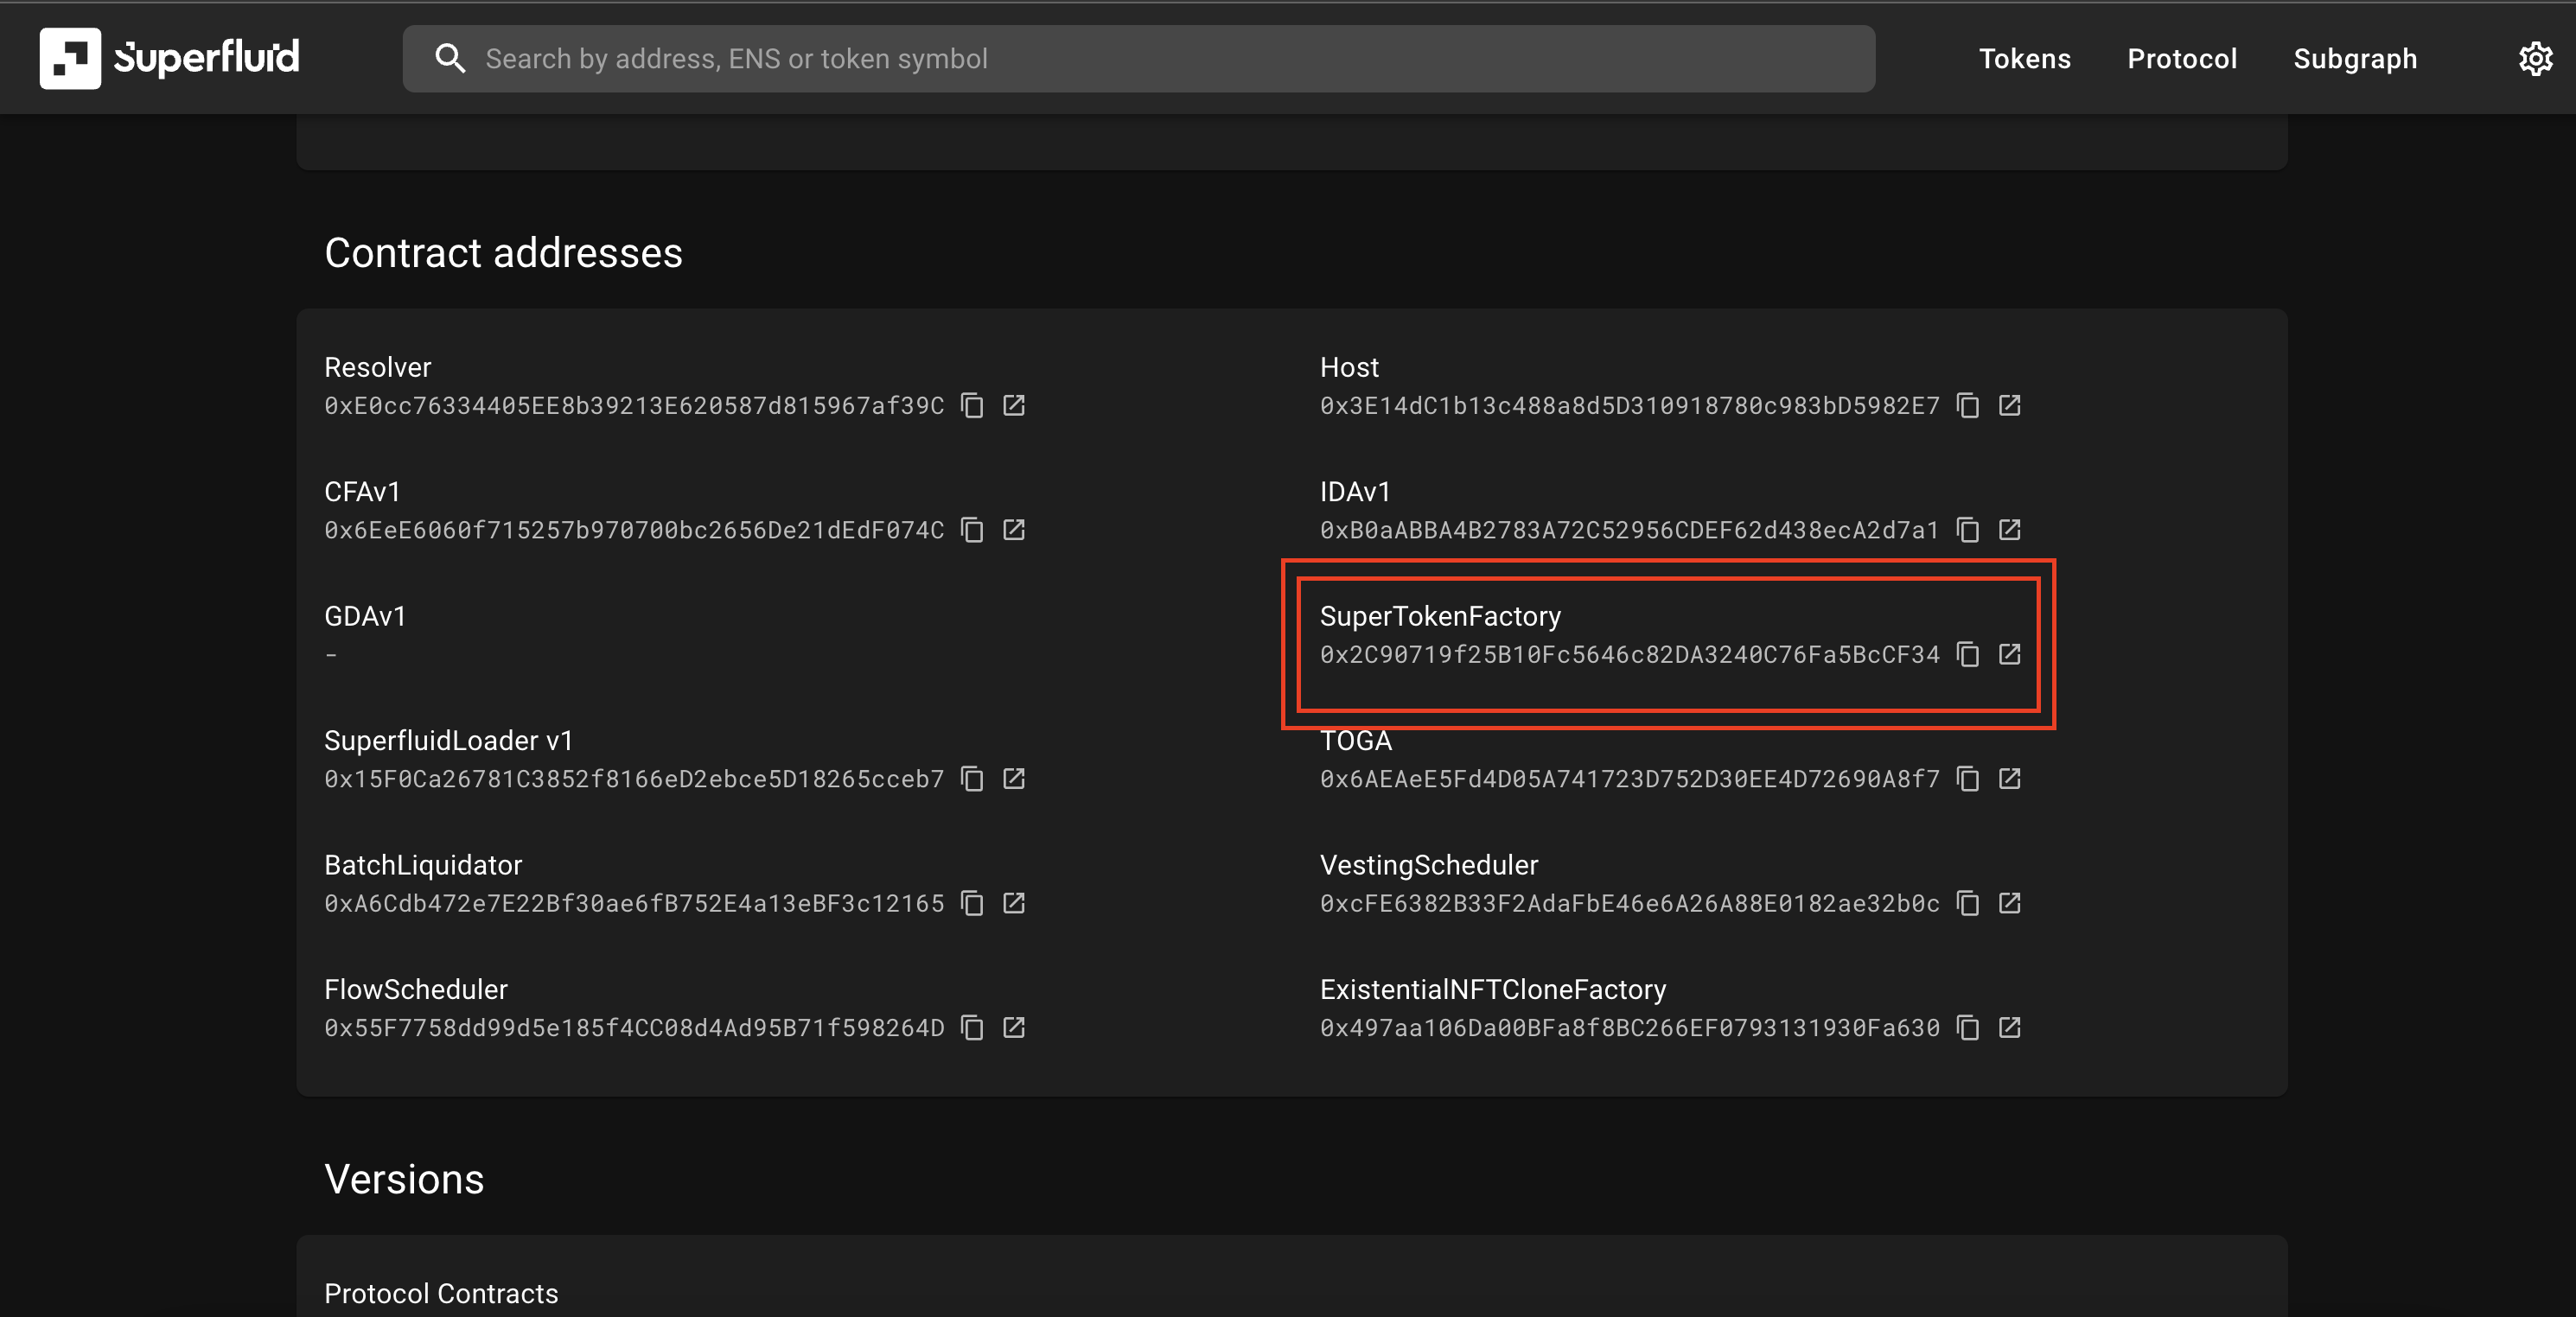 Superfluid
Search by address, ENS or token symbol
Tokens
Protocol
Subgraph
Contract addresses
Resolver
0xE0cc76334405EE8b39213E620587d815967af39C
Host
0x3E14dC1b13c488a8d5D310918780c983bD5982E7
CFAv1
0x6EeE6060f715257b970700bc2656De21dEdF074C
IDAv1
0xB0aABBA4B2783A72C52956CDEF62d438ecA2d7a1
GDAv1
-
SuperTokenFactory
0x2C90719f25B10Fc5646c82DA3240C76Fa5BcCF34
SuperfluidLoader v1
0x15F0Ca26781C3852f8166eD2ebce5D18265cceb7
TOGA
0x6AEAeE5Fd4D05A741723D752D30EE4D72690A8f7
BatchLiquidator
0xA6Cdb472e7E22Bf30ae6fB752E4a13eBF3c12165
VestingScheduler
0xcFE6382B33F2AdaFbE46e6A26A88E0182ae32b0c
FlowScheduler
0x55F7758dd99d5e185f4CC08d4Ad95B71f598264D
ExistentialNFTCloneFactory
0x497aa106Da00BFa8f8BC266EF0793131930Fa630
Versions
Protocol Contracts